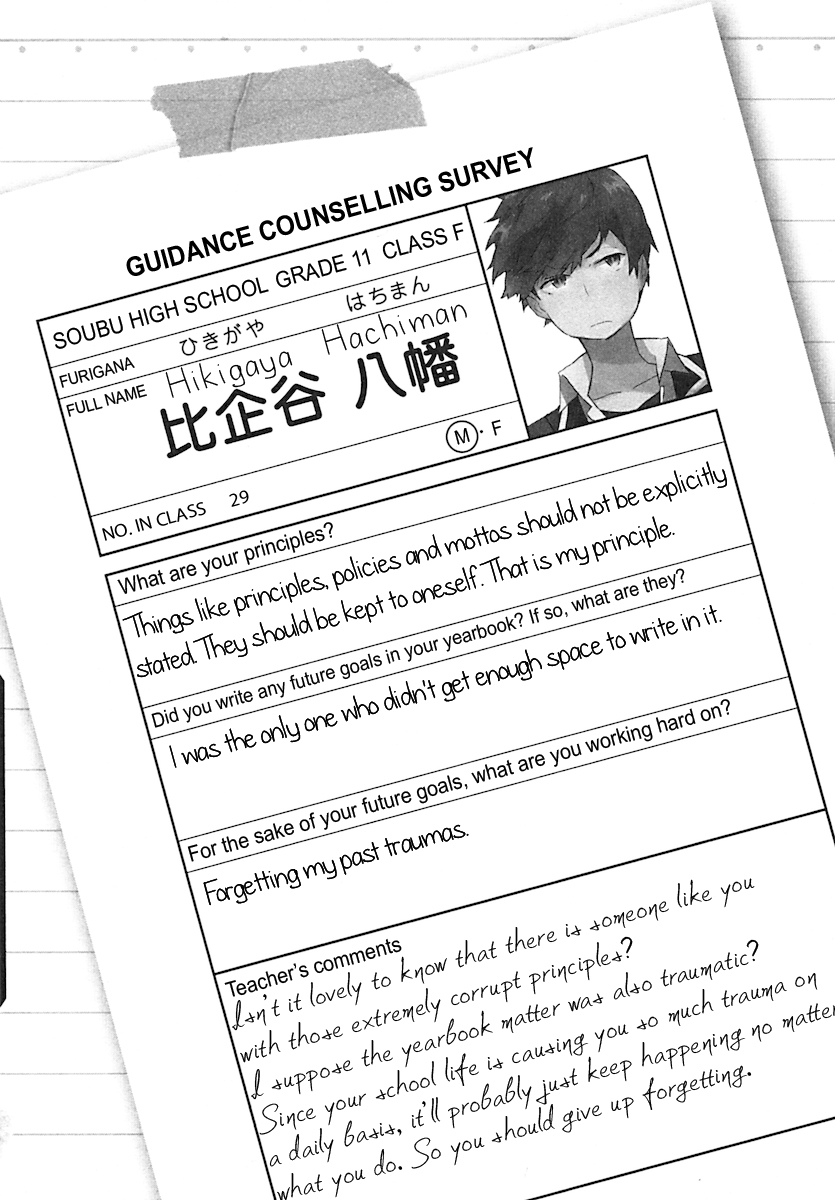 GUIDANCE COUNSELLING SURVEY
SOUBU HIGH SCHOOL GRADE 11 CLASS F
FURIGANA ひきがや はちまん
FULL NAME Hikigaya Hachiman
比企谷 八幡
M · F
NO. IN CLASS 29
What are your principles?
Things like principles, policies and mottos should not be explicitly
stated. They should be kept to oneself. That is my principle.
Did you write any future goals in your yearbook? If so, what are they?
I was the only one who didn't get enough space to write in it.
For the sake of your future goals, what are you working hard on?
Forgetting my past traumas.
Teacher's comments
Isn't it lovely to know that there is someone like you
with those extremely corrupt principles?
I suppose the yearbook matter was also traumatic?
Since your school life is causing you so much trauma on
a daily basis, it'll probably just keep happening no matter
what you do. So you should give up forgetting.